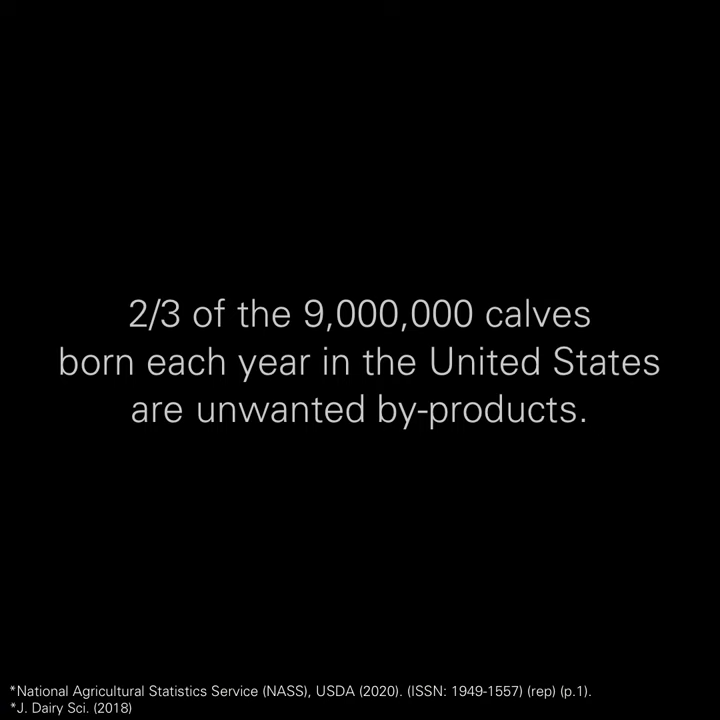 2/3 of the 9,000,000 calves
born each year in the United States
are unwanted by-products.
*National Agricultural Statistics Service (NASS), USDA (2020). (ISSN: 1949-1557) (rep) (p.1).
*J. Dairy Sci. (2018)